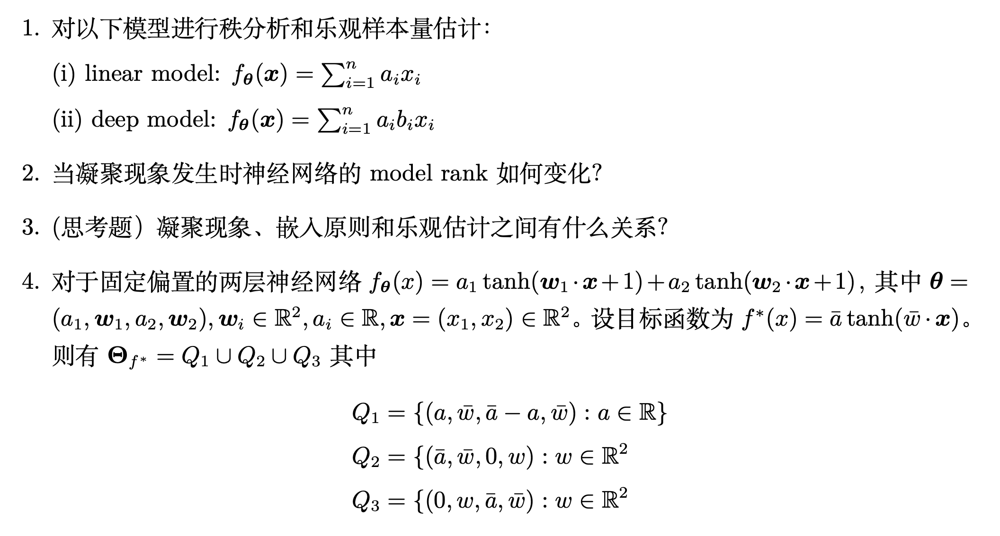 1. 对以下模型进行秩分析和乐观样本量估计：
(i) linear model: $f_{\boldsymbol{\theta}}(\boldsymbol{x}) = \sum_{i=1}^{n} a_i x_i$
(ii) deep model: $f_{\boldsymbol{\theta}}(\boldsymbol{x}) = \sum_{i=1}^{n} a_i b_i x_i$
2. 当凝聚现象发生时神经网络的 model rank 如何变化？
3. (思考题）凝聚现象、嵌入原则和乐观估计之间有什么关系？
4. 对于固定偏置的两层神经网络 $f_{\boldsymbol{\theta}}(x) = a_1 \tanh(\boldsymbol{w}_1 \cdot \boldsymbol{x}+1)+a_2 \tanh(\boldsymbol{w}_2 \cdot \boldsymbol{x}+1)$，其中 $\boldsymbol{\theta} =$
$(a_1, \boldsymbol{w}_1, a_2, \boldsymbol{w}_2), \boldsymbol{w}_i \in \mathbb{R}^2, a_i \in \mathbb{R}, \boldsymbol{x} = (x_1, x_2) \in \mathbb{R}^2$。设目标函数为 $f^*(x) = \bar{a} \tanh(\bar{w} \cdot \boldsymbol{x})$。
则有 $\boldsymbol{\Theta}_{f^*} = Q_1 \cup Q_2 \cup Q_3$ 其中
$Q_1 = \{(a, \bar{w}, \bar{a} - a, \bar{w}) : a \in \mathbb{R}\}$
$Q_2 = \{(\bar{a}, \bar{w}, 0, w) : w \in \mathbb{R}^2$
$Q_3 = \{(0, w, \bar{a}, \bar{w}) : w \in \mathbb{R}^2$